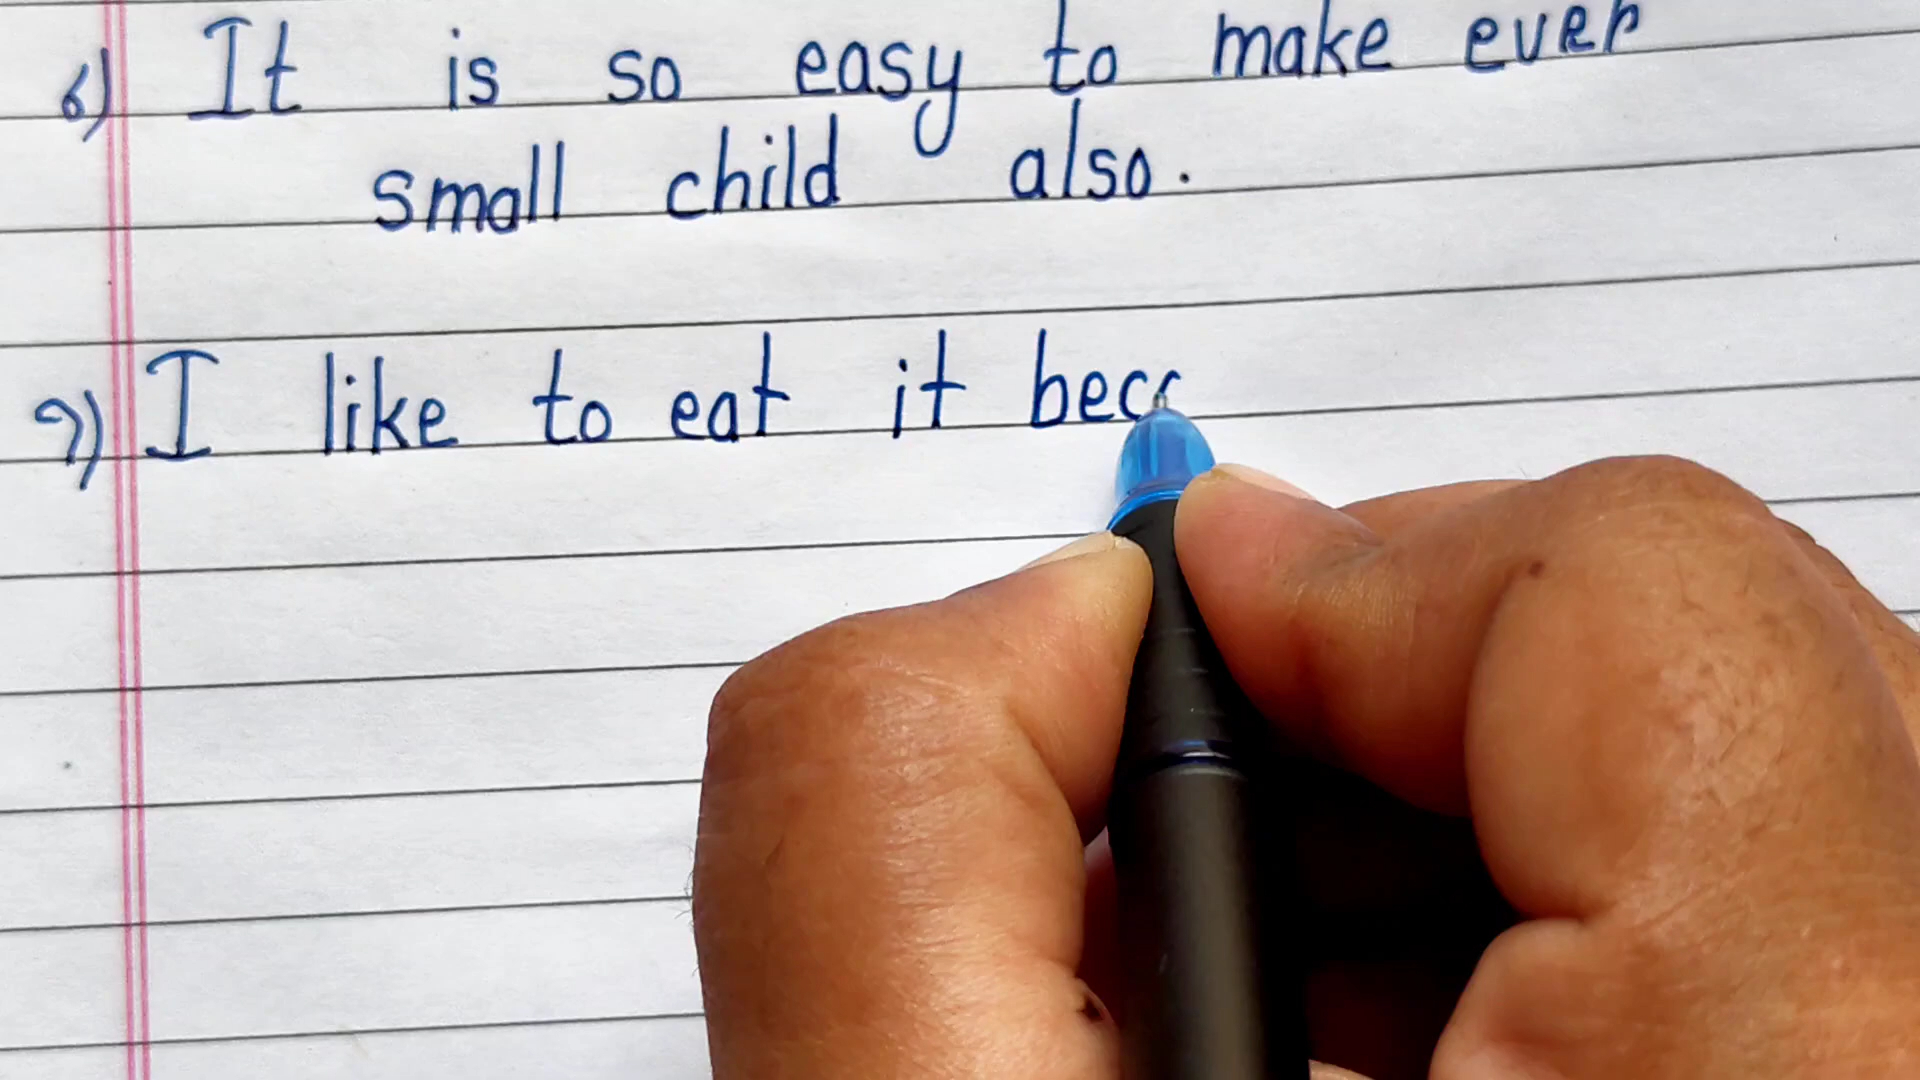 6) It is so easy to make even
small child also.
7) I like to eat it bec